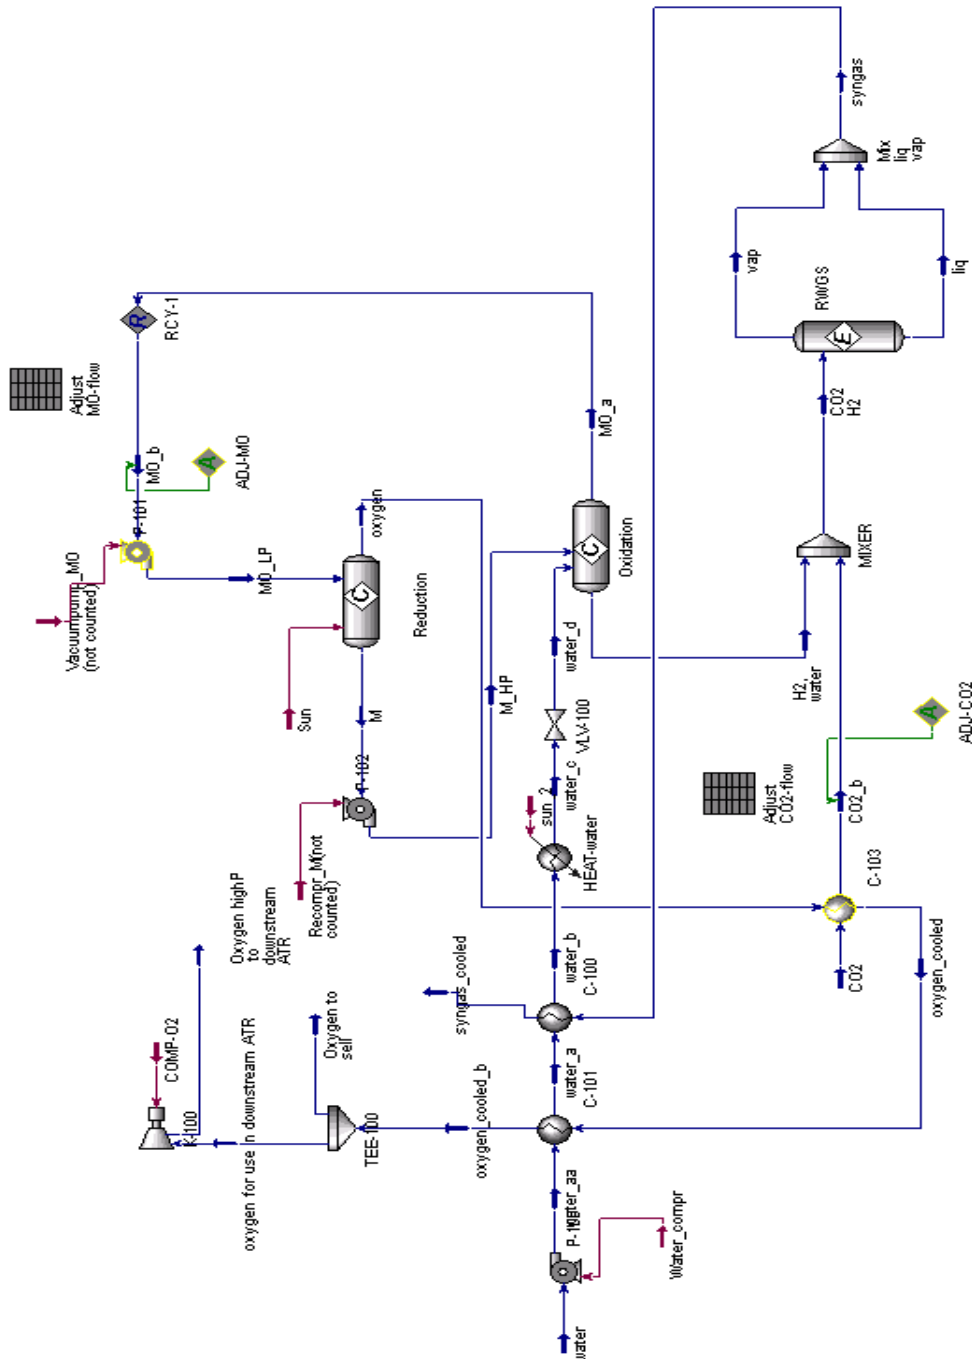 syngas
Mix
liq
vap
vap
liq
RWGS
E
RCY-1
R
Adjust
MO-flow
MO_b
A
ADJ-MO
P-101
Vacuumpump_MO
(not counted)
MO_LP
oxygen
C
Reduction
Sun
M
P-102
M_HP
Recompr_M(not
counted)
MO_a
C
Oxidation
water_d
VLV-100
water_c
sun_2
HEAT-water
water_b
C-100
syngas_cooled
water_a
C-101
CO2
H2
MIXER
H2,
water
A
ADJ-CO2
Adjust
CO2-flow
CO2_b
C-103
CO2
oxygen_cooled
Oxygen highP
to
downstream
ATR
COMP-O2
K-100
Oxygen to
self
oxygen for use in downstream ATR
TEE-100
oxygen_cooled_b
Water_compr
water